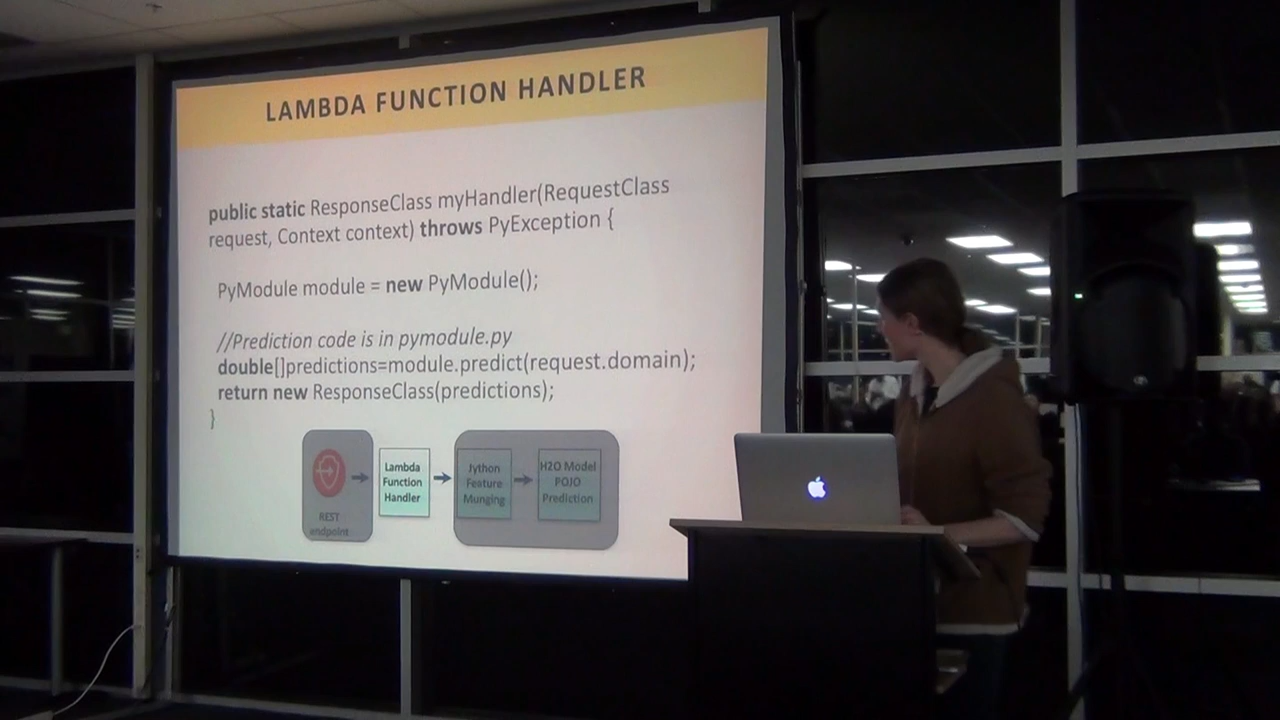 LAMBDA FUNCTION HANDLER
public static ResponseClass myHandler(RequestClass
request, Context context) throws PyException {
PyModule module = new PyModule();
//Prediction code is in pymodule.py
double[]predictions=module.predict(request.domain);
return new ResponseClass(predictions);
}
REST
endpoint
Lambda
Function
Handler
Jython
Feature
Munging
H2O Model
POJO
Prediction